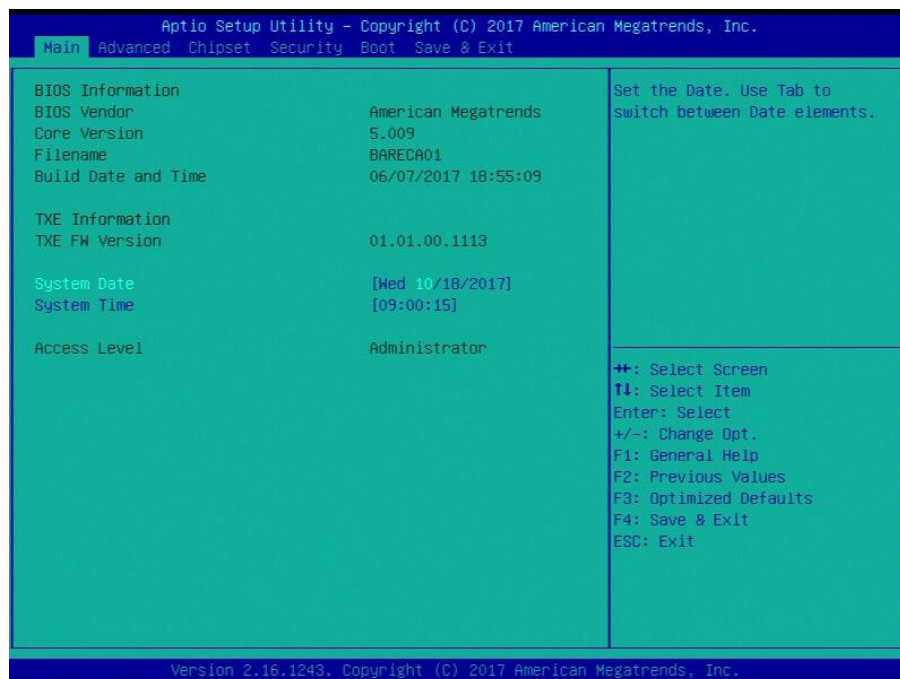 Aptio Setup Utility – Copyright (C) 2017 American Megatrends, Inc.
Main Advanced Chipset Security Boot Save & Exit
BIOS Information
BIOS Vendor American Megatrends
Core Version 5.009
Filename BARECA01
Build Date and Time 06/07/2017 18:55:09
TXE Information
TXE FW Version 01.01.00.1113
System Date [Wed 10/18/2017]
System Time [09:00:15]
Access Level Administrator
Set the Date. Use Tab to
switch between Date elements.
→←: Select Screen
↑↓: Select Item
Enter: Select
+/-: Change Opt.
F1: General Help
F2: Previous Values
F3: Optimized Defaults
F4: Save & Exit
ESC: Exit
Version 2.16.1243. Copyright (C) 2017 American Megatrends, Inc.